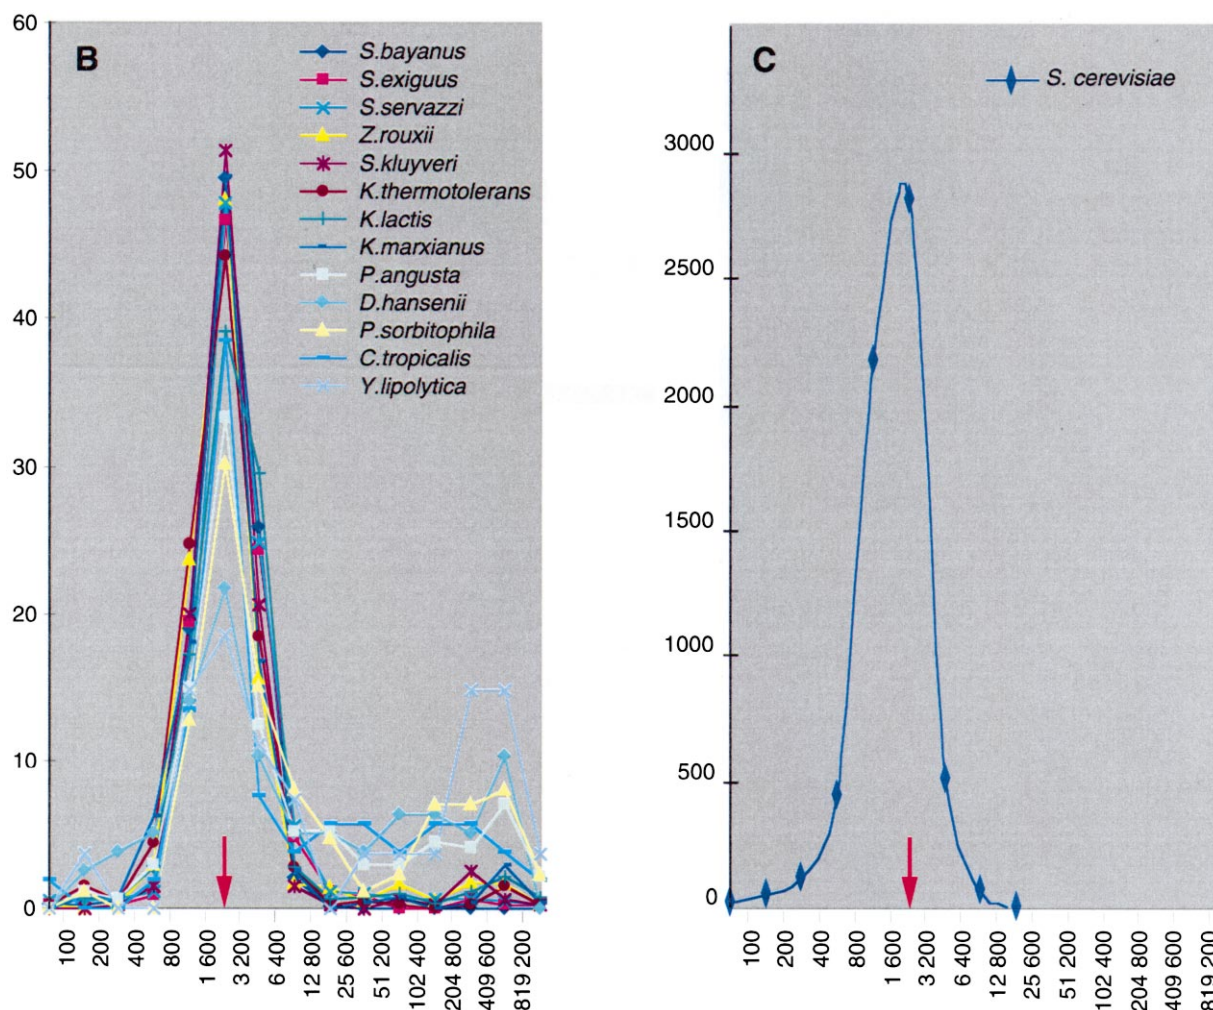 B
60
50
40
30
20
10
0
S.bayanus
S.exiguus
S.servazzi
Z.rouxii
S.kluyveri
K.thermotolerans
K.lactis
K.marxianus
P.angusta
D.hansenii
P.sorbitophila
C.tropicalis
Y.lipolytica
100
200
400
800
1 600
3 200
6 400
12 800
25 600
51 200
102 400
204 800
409 600
819 200
C
S. cerevisiae
3000
2500
2000
1500
1000
500
0
100
200
400
800
1 600
3 200
6 400
12 800
25 600
51 200
102 400
204 800
409 600
819 200